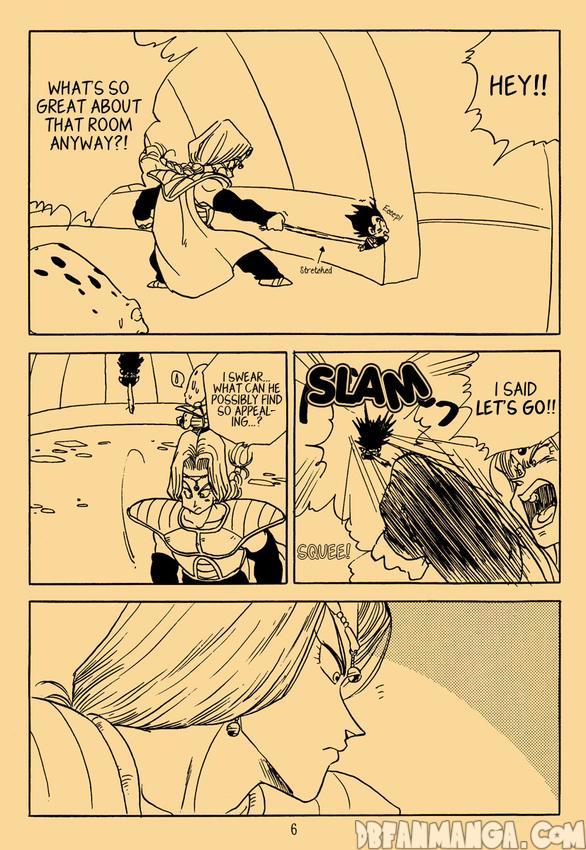 WHAT'S SO
GREAT ABOUT
THAT ROOM
ANYWAY?!
HEY!!
Eeeep!
Stretched
I SWEAR...
WHAT CAN HE
POSSIBLY FIND
SO APPEAL-
ING...?
!
SLAM
I SAID
LET'S GO!!
SQUEE!
6
DBFANMANGA.COM